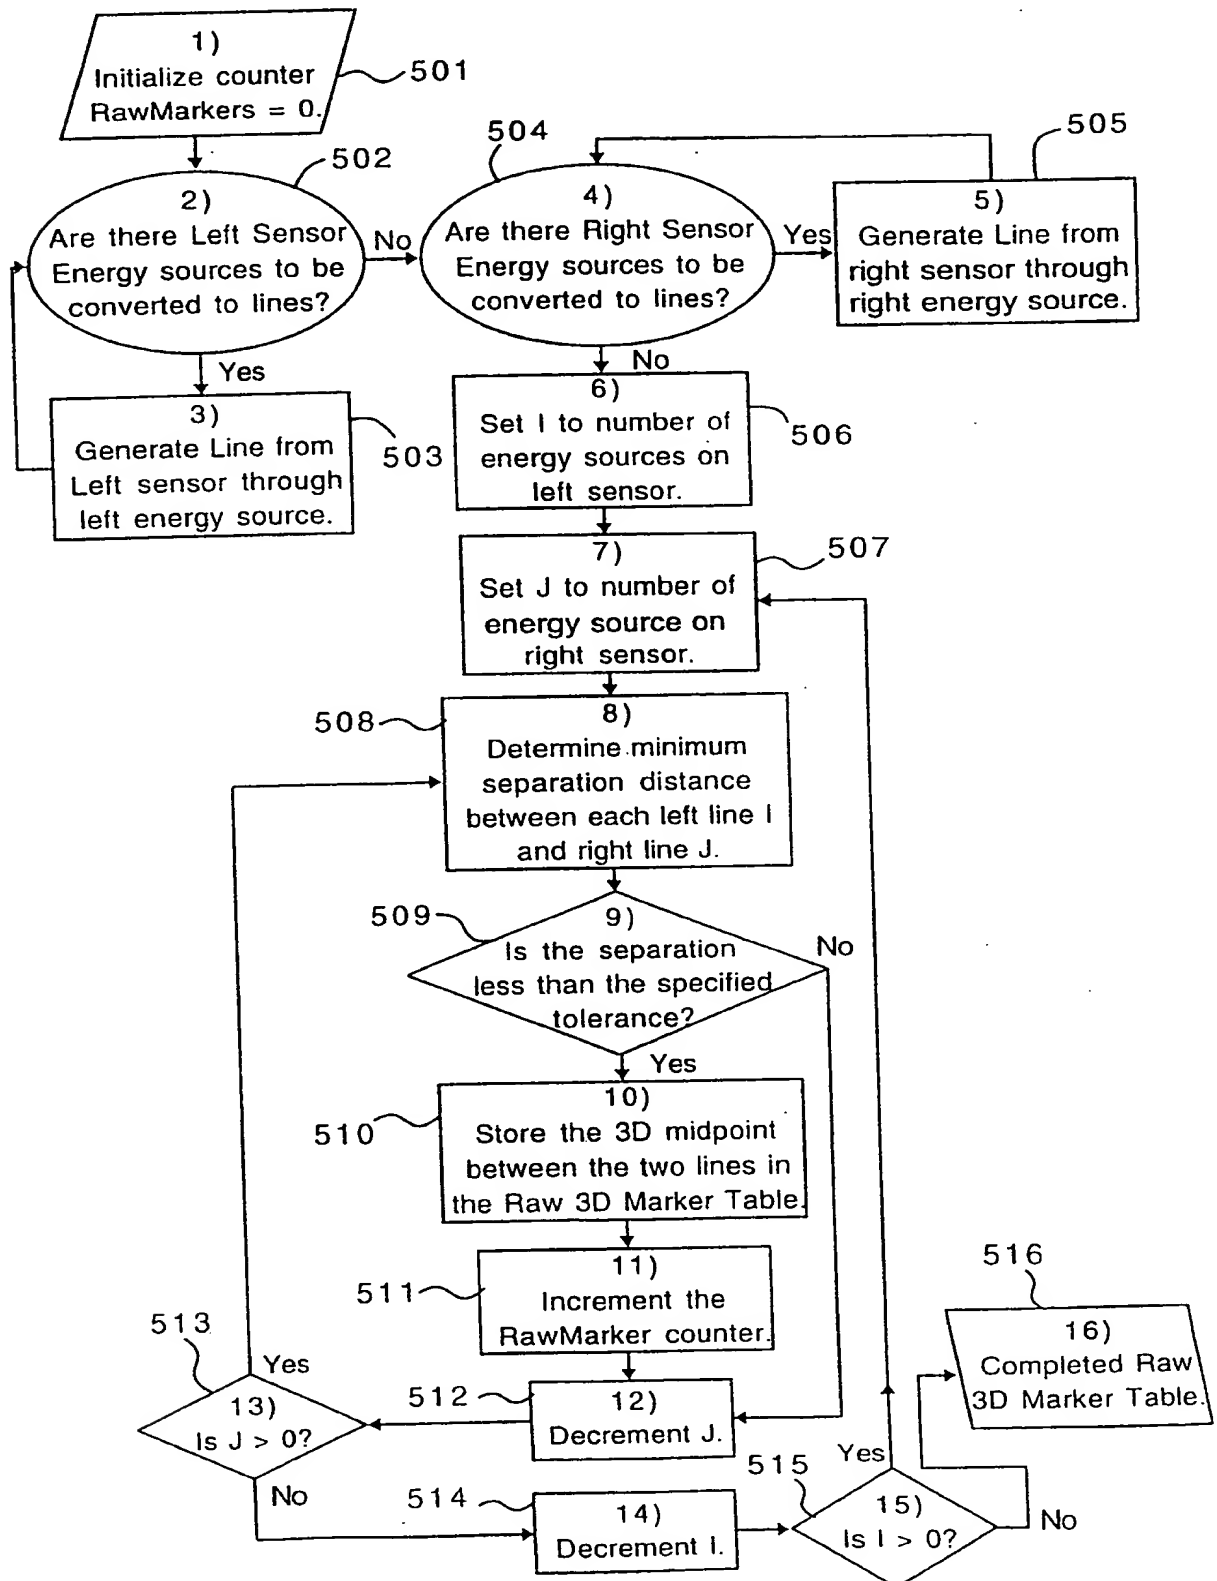 1)
Initialize counter
RawMarkers = 0.
501
502
2)
Are there Left Sensor
Energy sources to be
converted to lines?
No
Yes
3)
Generate Line from
Left sensor through
left energy source.
503
504
4)
Are there Right Sensor
Energy sources to be
converted to lines?
Yes
No
505
5)
Generate Line from
right sensor through
right energy source.
6)
Set I to number of
energy sources on
left sensor.
506
7)
Set J to number of
energy source on
right sensor.
507
508
8)
Determine minimum
separation distance
between each left line I
and right line J.
509
9)
Is the separation
less than the specified
tolerance?
No
Yes
510
10)
Store the 3D midpoint
between the two lines in
the Raw 3D Marker Table.
511
11)
Increment the
RawMarker counter.
512
12)
Decrement J.
513
Yes
13)
Is J > 0?
No
514
14)
Decrement I.
515
Yes
15)
Is I > 0?
No
516
16)
Completed Raw
3D Marker Table.